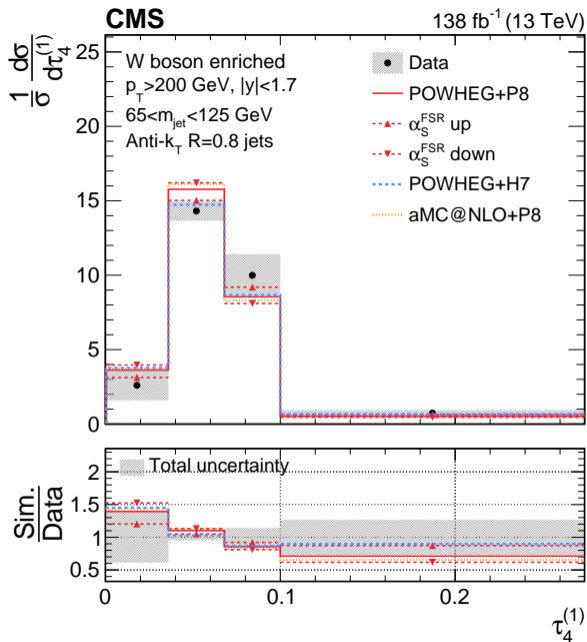 CMS
138 fb⁻¹ (13 TeV)
1/σ dσ/dτ₄⁽¹⁾
W boson enriched
p_T>200 GeV, |y|<1.7
65<m_jet<125 GeV
Anti-k_T R=0.8 jets
Data
POWHEG+P8
α_S^FSR up
α_S^FSR down
POWHEG+H7
aMC@NLO+P8
25
20
15
10
5
0
Total uncertainty
Sim./Data
2
1.5
1
0.5
0 0.1 0.2
τ₄⁽¹⁾